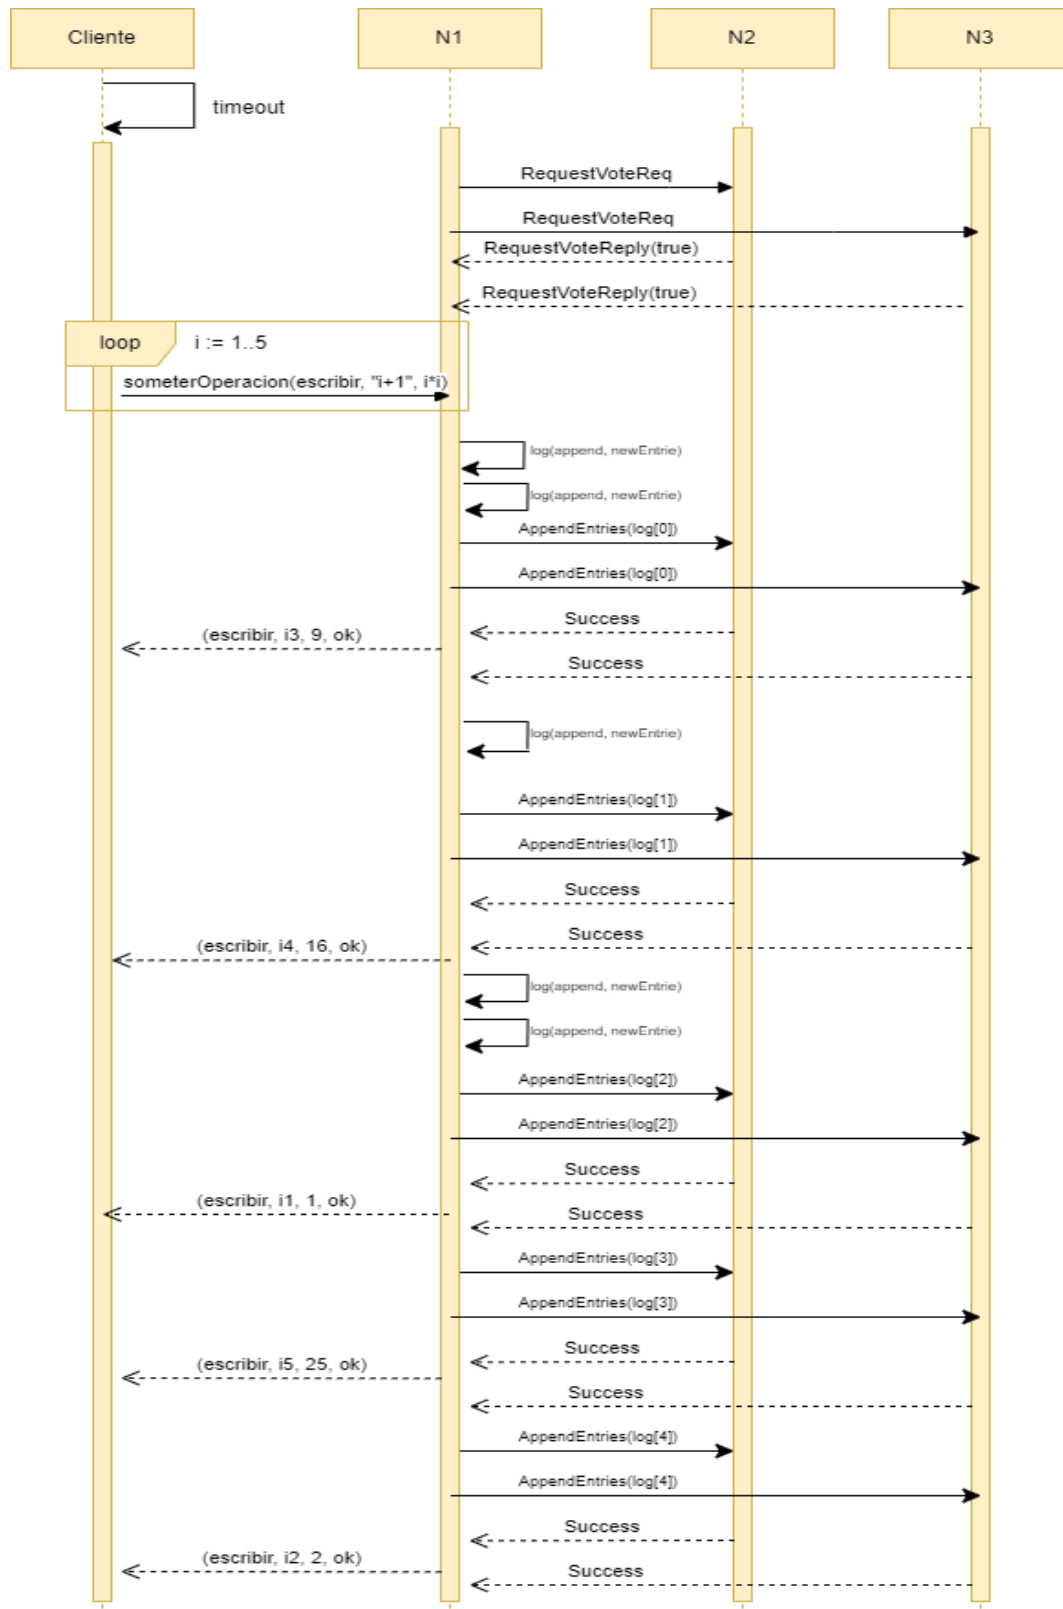 Cliente
N1
N2
N3
timeout
RequestVoteReq
RequestVoteReq
RequestVoteReply(true)
RequestVoteReply(true)
loop
i := 1..5
someterOperacion(escribir, "i+1", i*i)
log(append, newEntrie)
log(append, newEntrie)
AppendEntries(log[0])
AppendEntries(log[0])
Success
(escribir, i3, 9, ok)
Success
log(append, newEntrie)
AppendEntries(log[1])
AppendEntries(log[1])
Success
Success
(escribir, i4, 16, ok)
log(append, newEntrie)
log(append, newEntrie)
AppendEntries(log[2])
AppendEntries(log[2])
Success
(escribir, i1, 1, ok)
Success
AppendEntries(log[3])
AppendEntries(log[3])
Success
(escribir, i5, 25, ok)
Success
AppendEntries(log[4])
AppendEntries(log[4])
Success
(escribir, i2, 2, ok)
Success